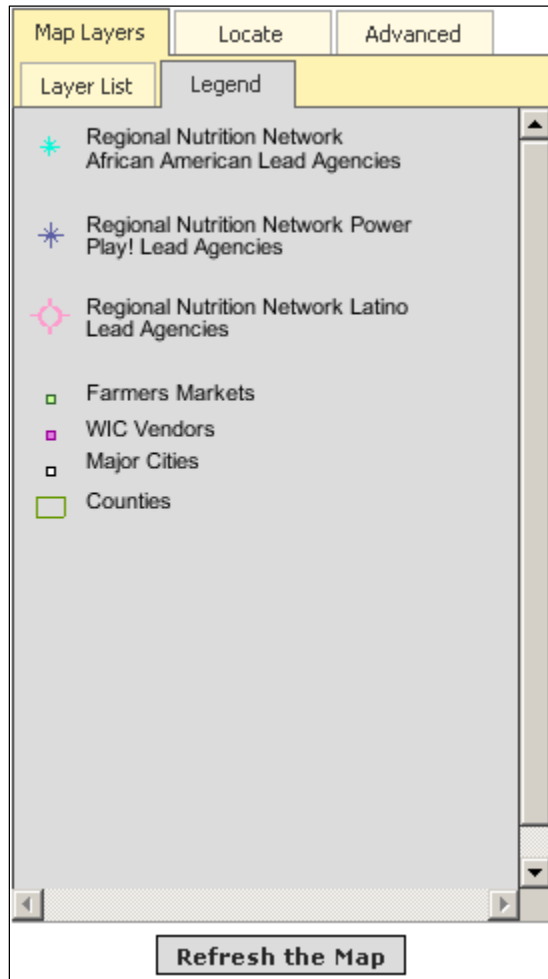 Map Layers
Locate
Advanced
Layer List
Legend
Regional Nutrition Network
African American Lead Agencies
Regional Nutrition Network Power
Play! Lead Agencies
Regional Nutrition Network Latino
Lead Agencies
Farmers Markets
WIC Vendors
Major Cities
Counties
Refresh the Map